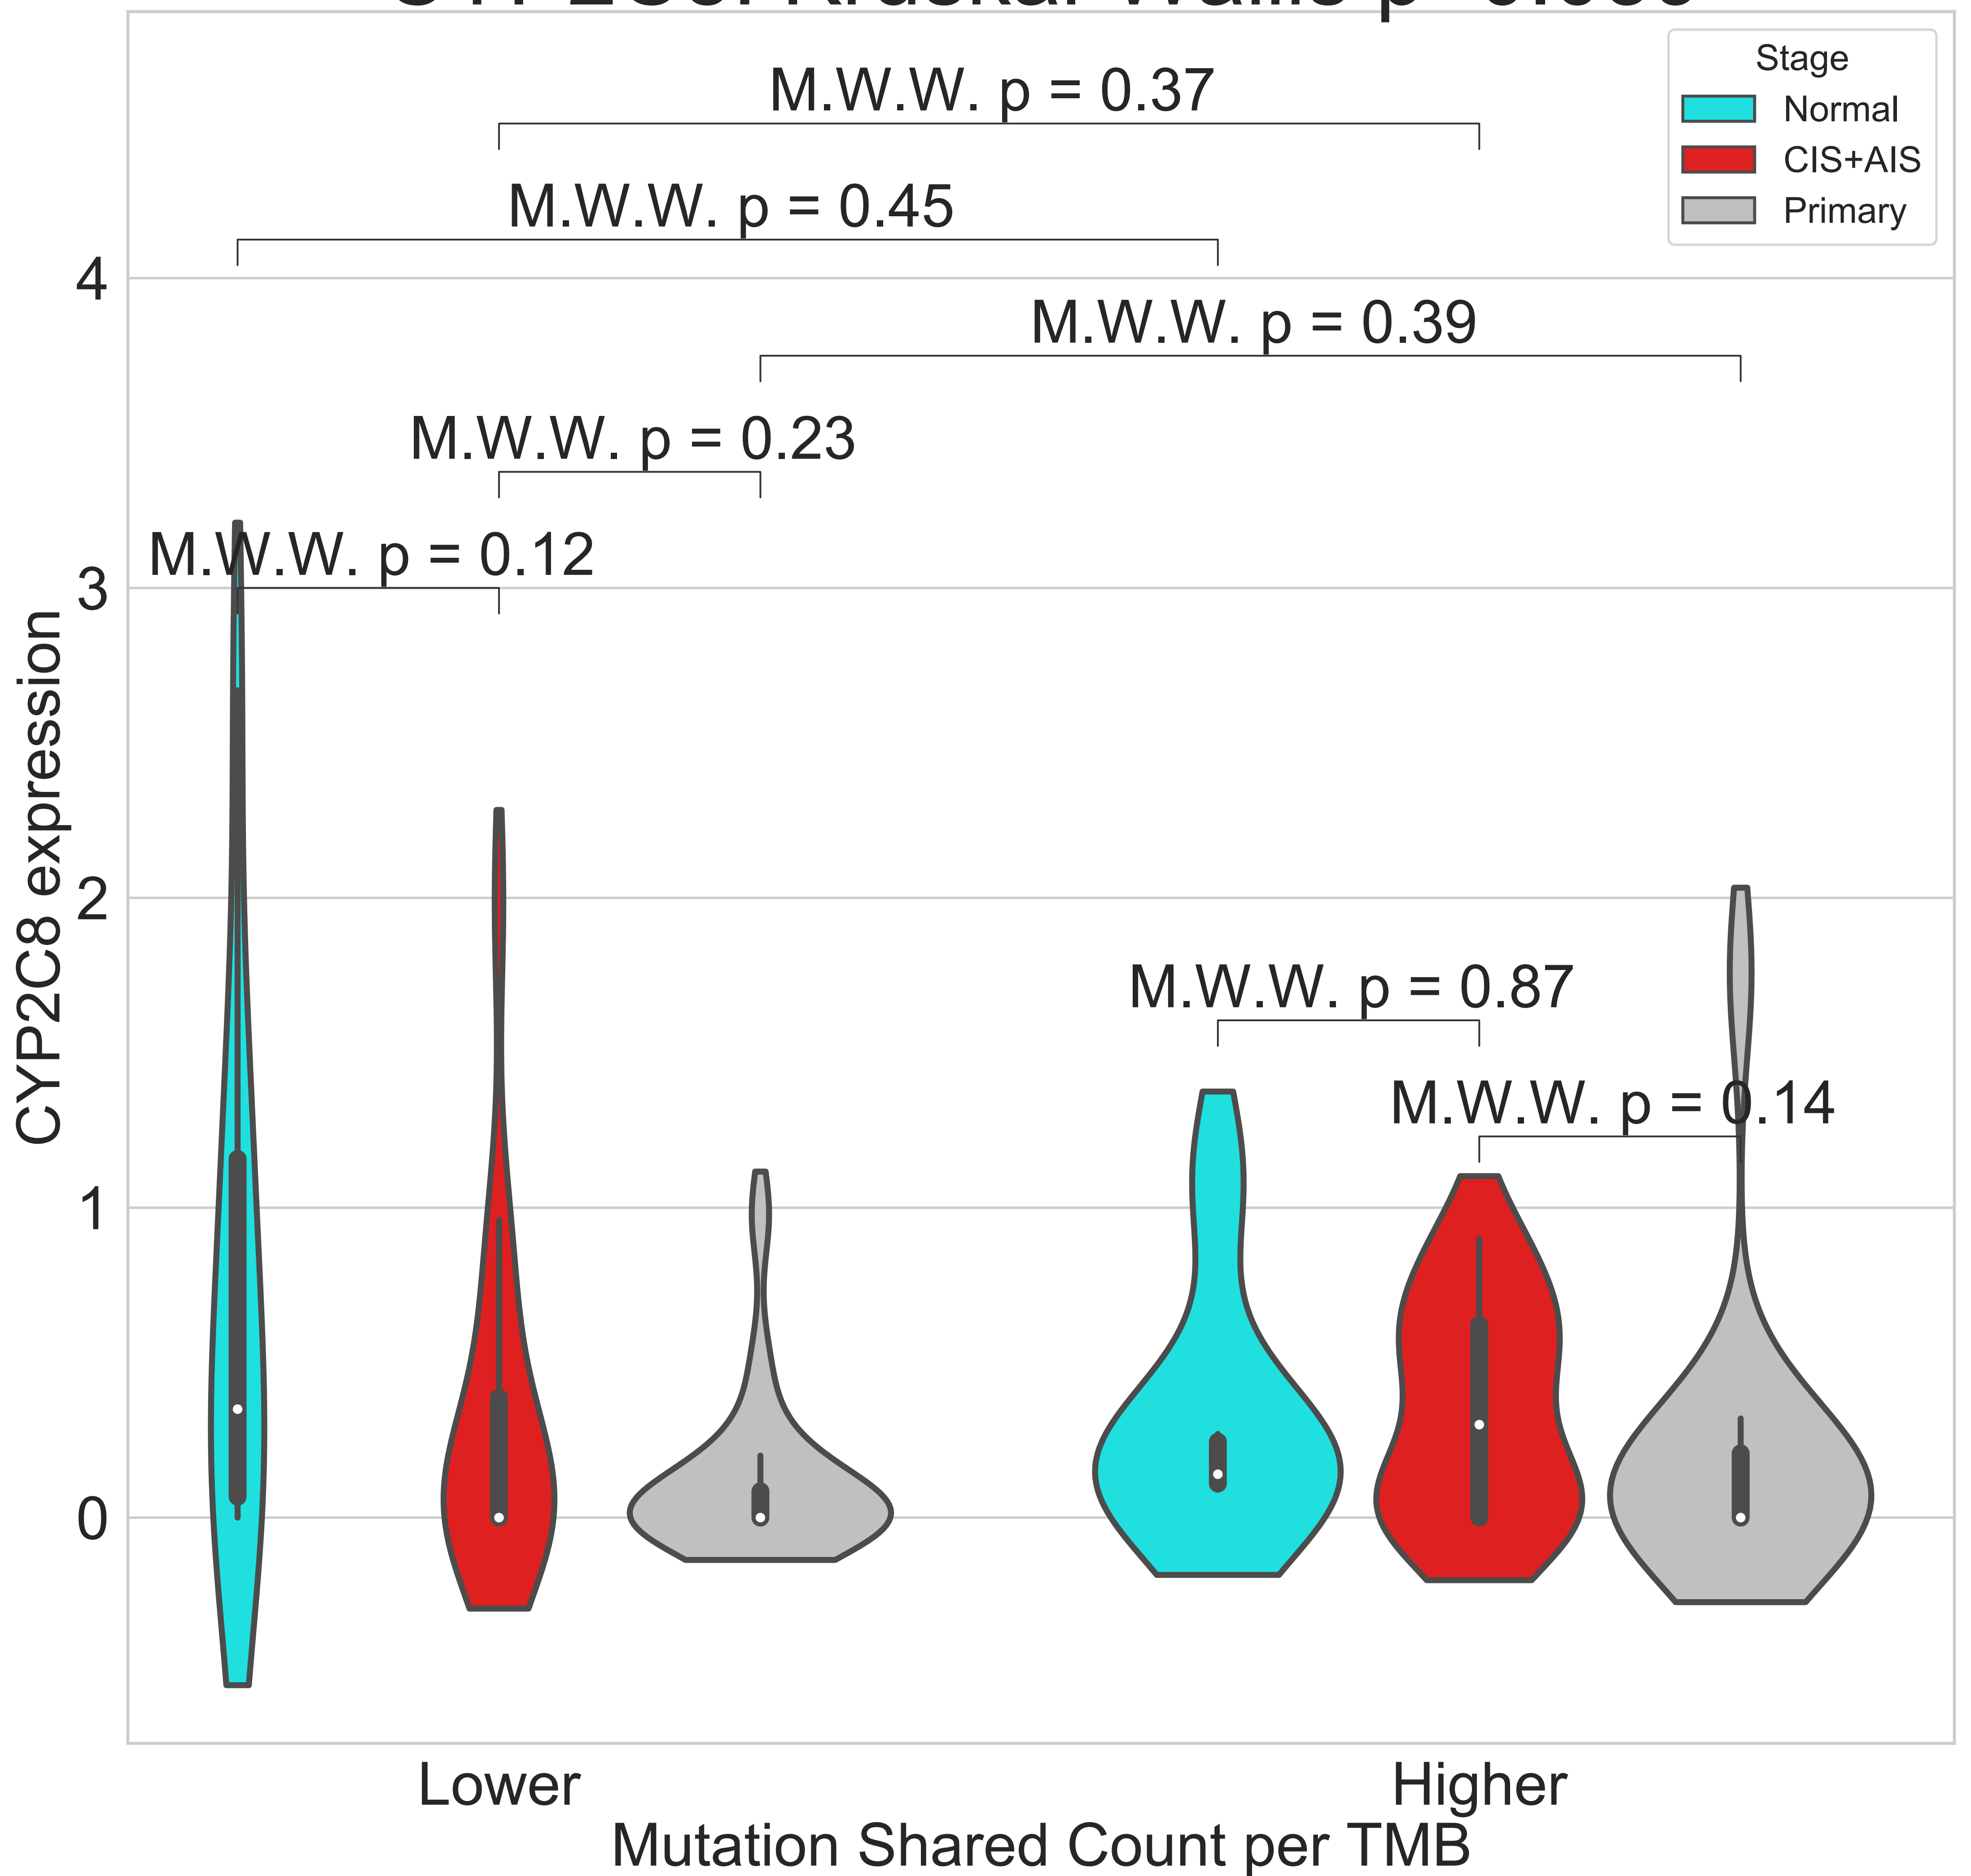 Stage
Normal
CIS+AIS
Primary
M.W.W. p = 0.37
M.W.W. p = 0.45
M.W.W. p = 0.39
M.W.W. p = 0.23
M.W.W. p = 0.12
M.W.W. p = 0.87
M.W.W. p = 0.14
4
3
2
1
0
CYP2C8 expression
Lower
Higher
Mutation Shared Count per TMB